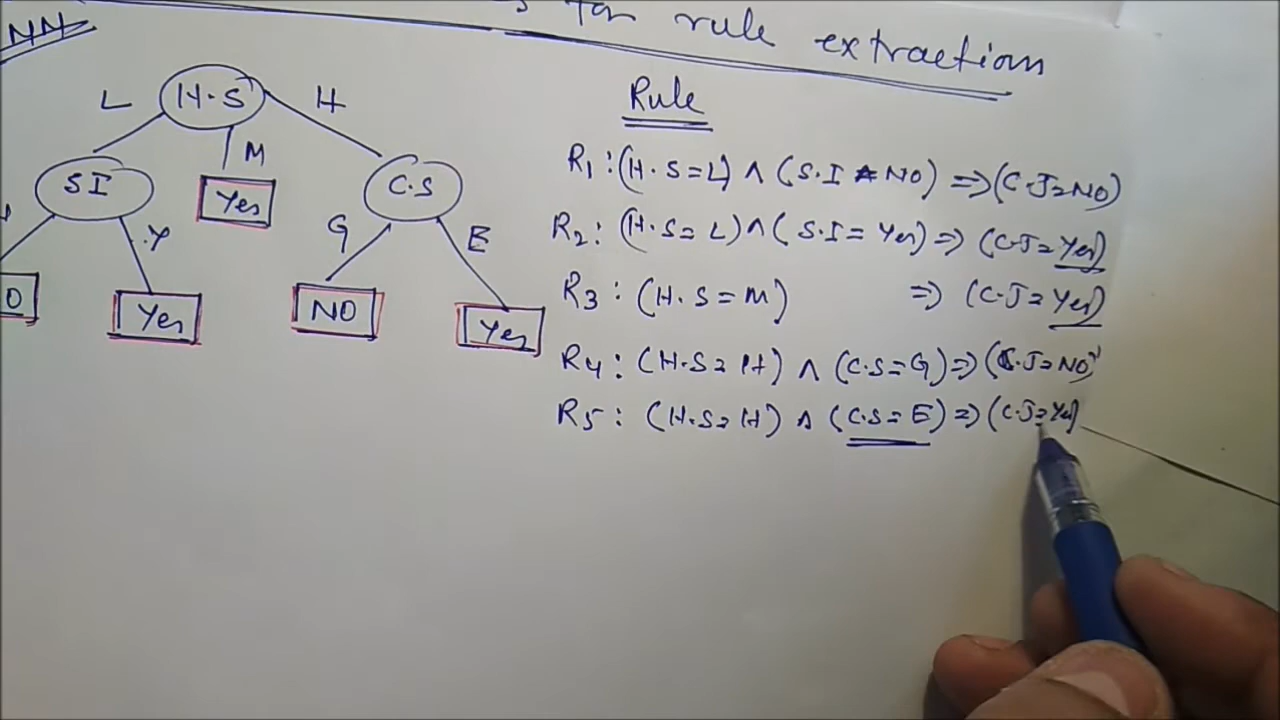 for rule extraction
NN
L H.S H
M
SI Yes C.S
.Y G E
O Yes NO Yes
Rule
R1 : (H.S = L) ∧ (S.I = NO) => (C.J = NO)
R2 : (H.S = L) ∧ (S.I = Yes) => (C.J = Yes)
R3 : (H.S = M) => (C.J = Yes)
R4 : (H.S = H) ∧ (C.S = G) => (C.J = NO)
R5 : (H.S = H) ∧ (C.S = E) => (C.J = Yes)